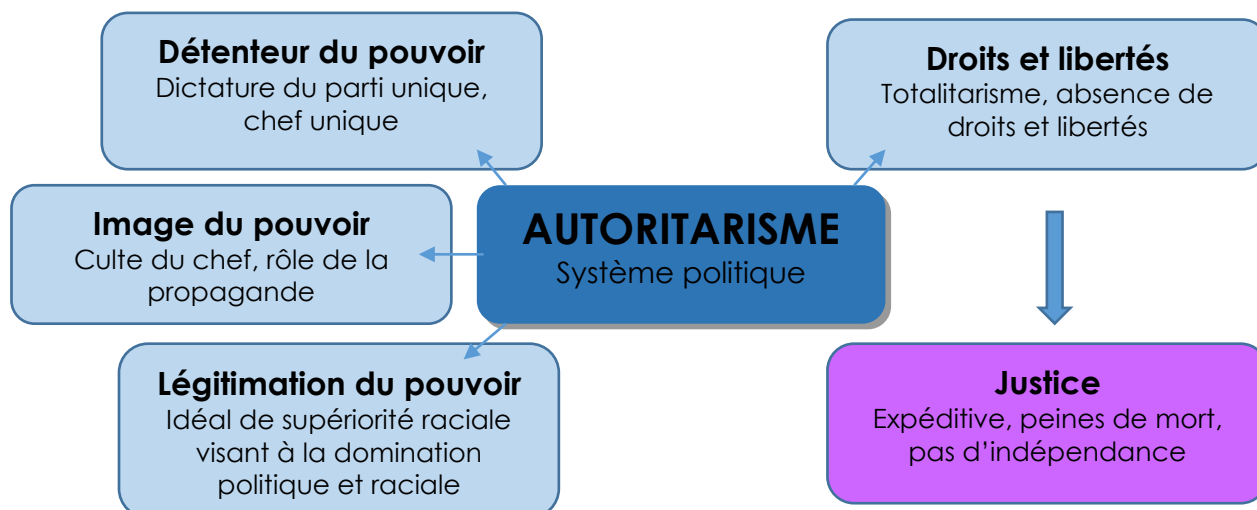 Détenteur du pouvoir
Dictature du parti unique,
chef unique
Droits et libertés
Totalitarisme, absence de
droits et libertés
Image du pouvoir
Culte du chef, rôle de la
propagande
AUTORITARISME
Système politique
Légitimation du pouvoir
Idéal de supériorité raciale
visant à la domination
politique et raciale
Justice
Expéditive, peines de mort,
pas d’indépendance